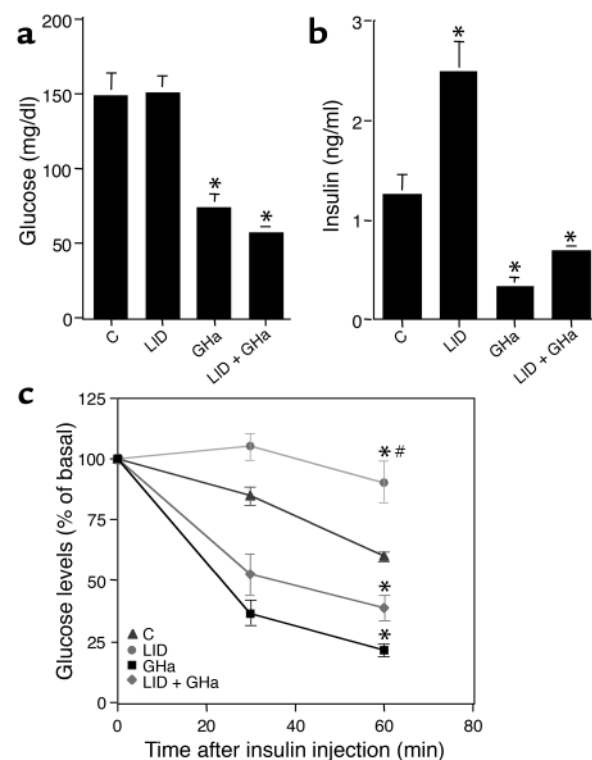 a
Glucose (mg/dl)
200
150
100
50
0
*
*
C
LID
GHa
LID + GHa
b
Insulin (ng/ml)
3
2
1
0
*
*
*
C
LID
GHa
LID + GHa
c
Glucose levels (% of basal)
125
100
75
50
25
0
* #
*
*
C
LID
GHa
LID + GHa
0 20 40 60 80
Time after insulin injection (min)